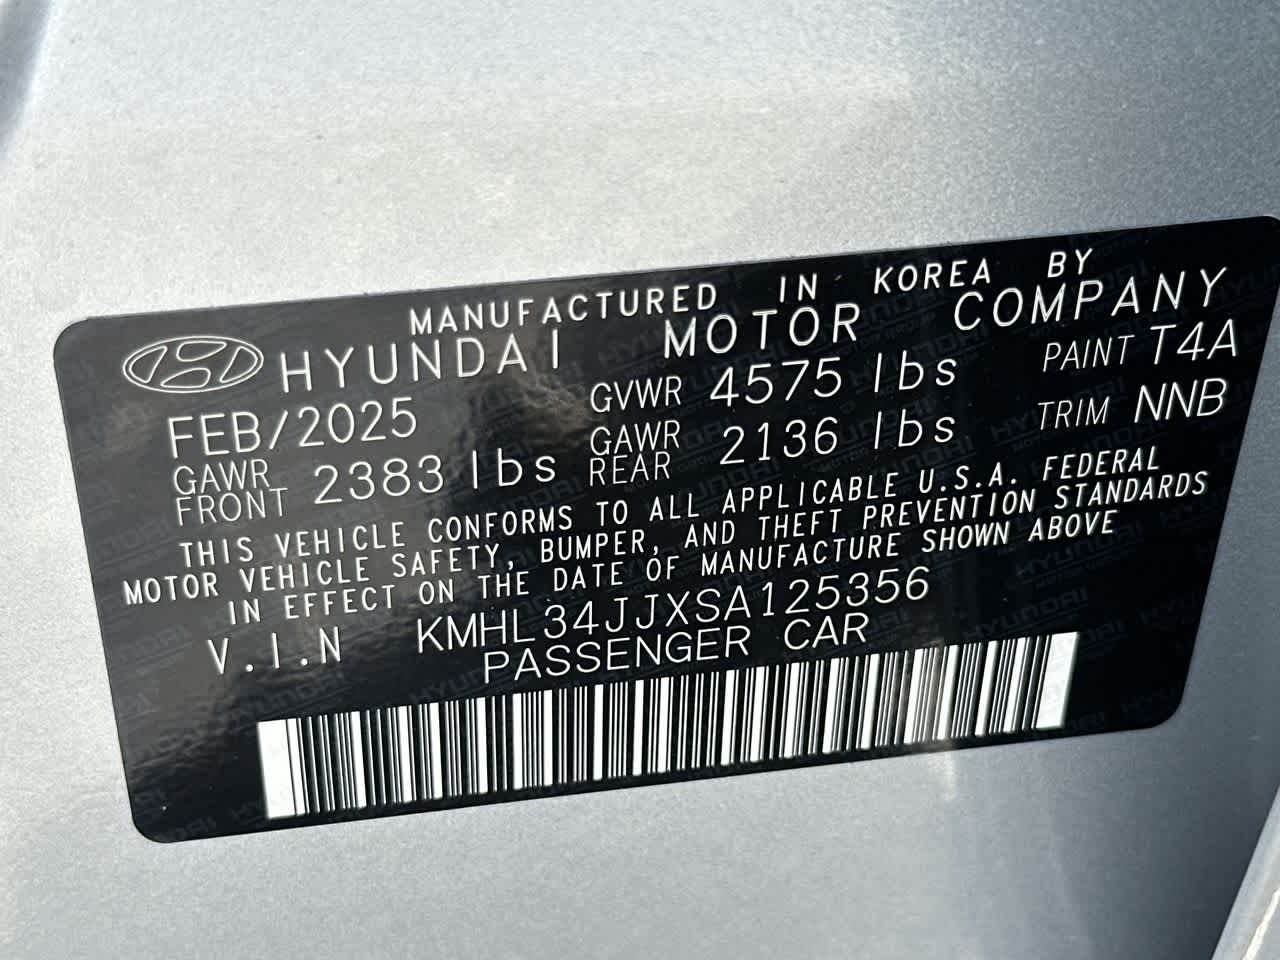 MANUFACTURED IN KOREA BY
HYUNDAI MOTOR COMPANY
FEB/2025 GVWR 4575 lbs PAINT T4A
GAWR FRONT 2383 lbs GAWR REAR 2136 lbs TRIM NNB
THIS VEHICLE CONFORMS TO ALL APPLICABLE U.S.A. FEDERAL
MOTOR VEHICLE SAFETY, BUMPER, AND THEFT PREVENTION STANDARDS
IN EFFECT ON THE DATE OF MANUFACTURE SHOWN ABOVE
V.I.N KMHL34JJXSA125356
PASSENGER CAR